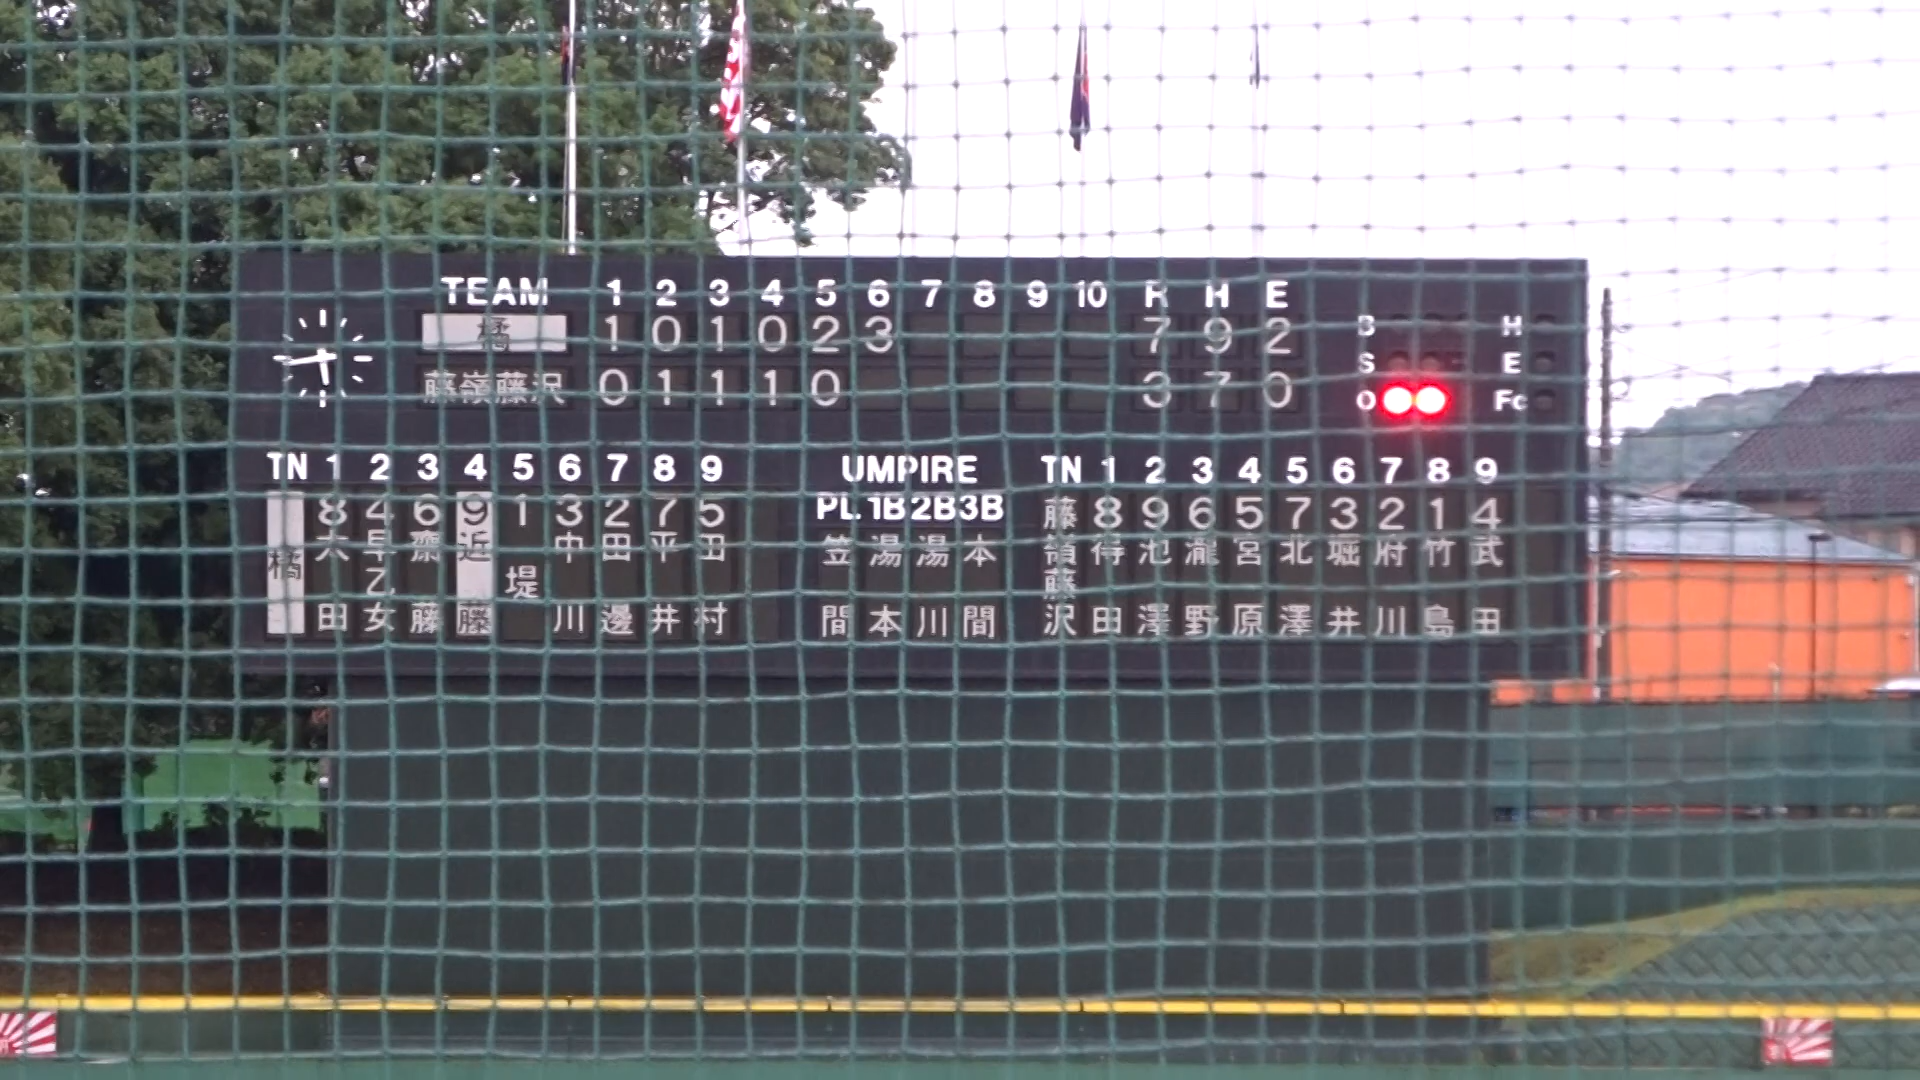 TEAM 1 2 3 4 5 6 7 8 9 10 R H E
橘 1 0 1 0 2 3 7 9 2 B H
藤嶺藤沢 0 1 1 1 0 3 7 0 S E
O Fc
TN 1 2 3 4 5 6 7 8 9 UMPIRE TN 1 2 3 4 5 6 7 8 9
PL 1B 2B 3B
橘
8 大田
4 早乙女
6 齋藤
9 近藤
1 堤
3 中川
2 田邊
7 平井
5 田村
笠間
湯本
湯川
本間
藤嶺藤沢
8 得田
9 池澤
6 瀧野
5 宮原
7 北澤
3 堀井
2 府川
1 竹島
4 武田